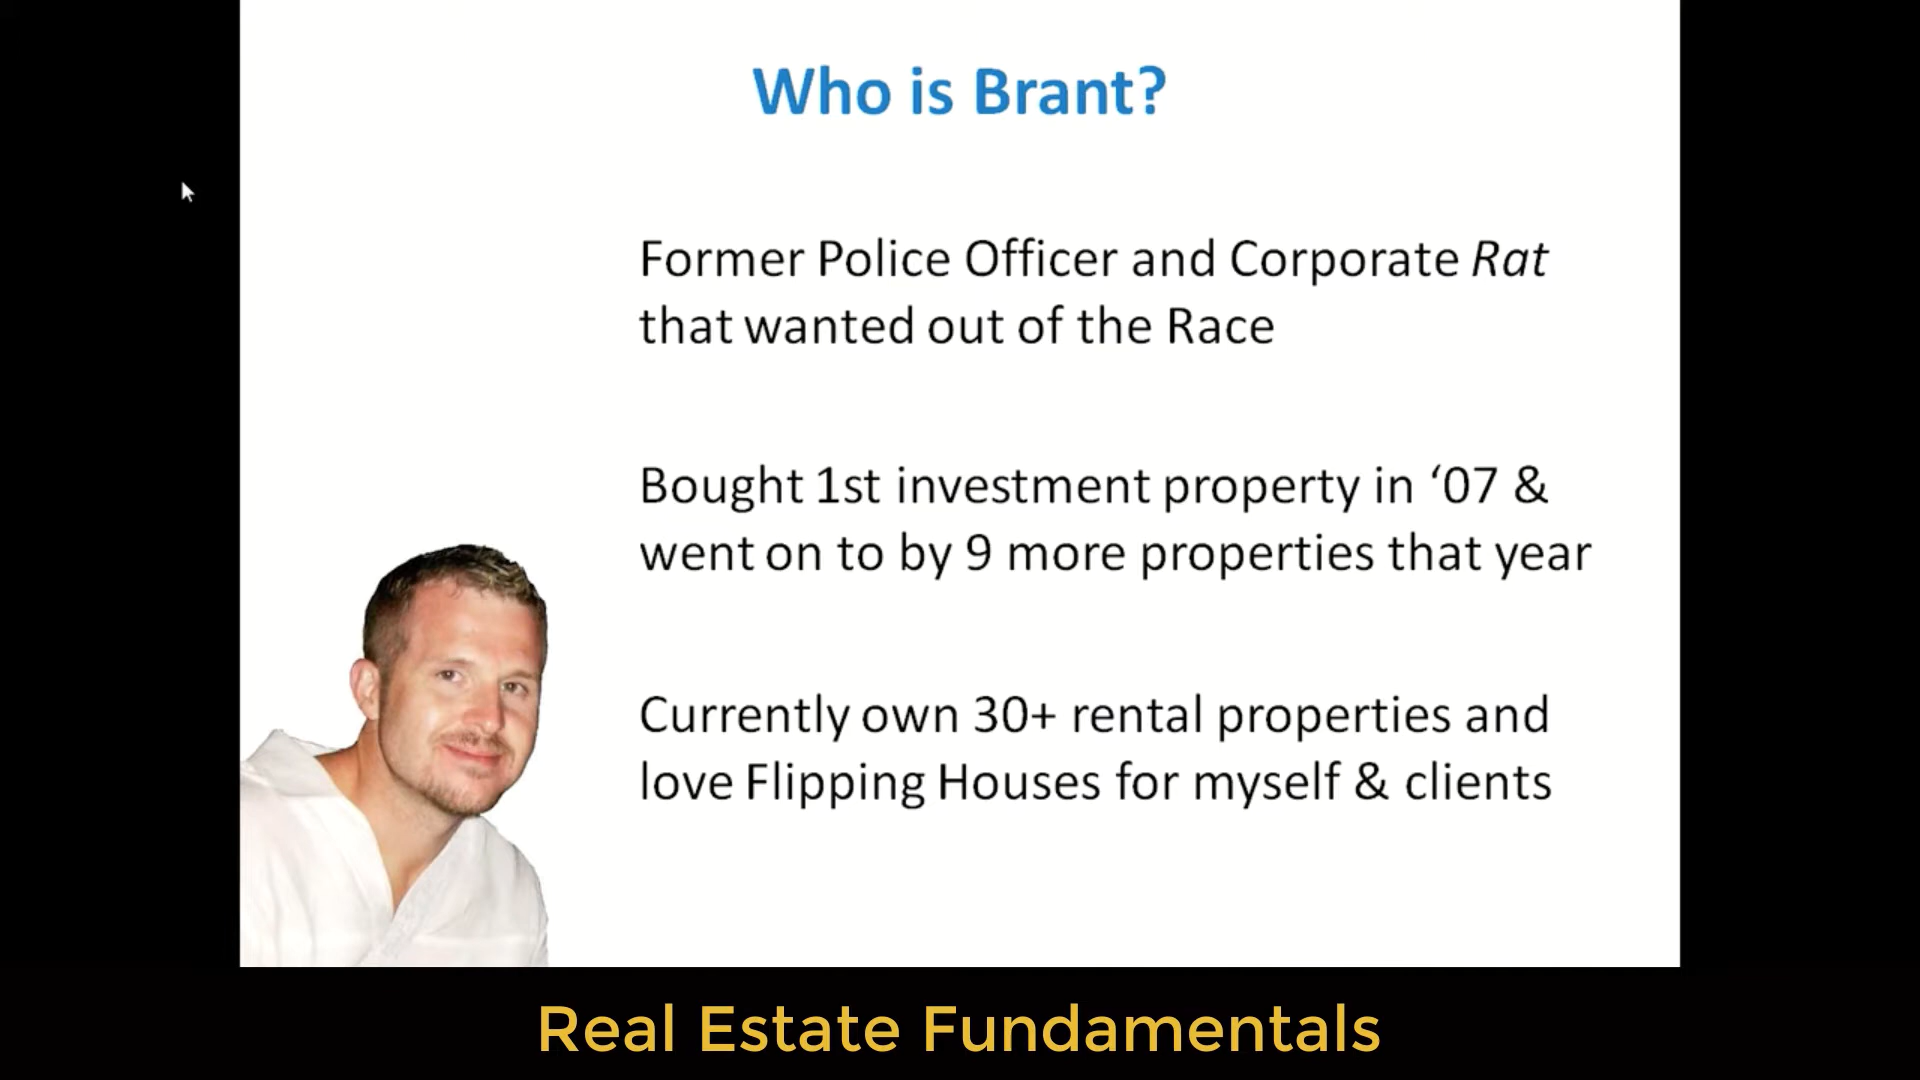 Who is Brant?
Former Police Officer and Corporate Rat
that wanted out of the Race
Bought 1st investment property in ‘07 &
went on to by 9 more properties that year
Currently own 30+ rental properties and
love Flipping Houses for myself & clients
Real Estate Fundamentals